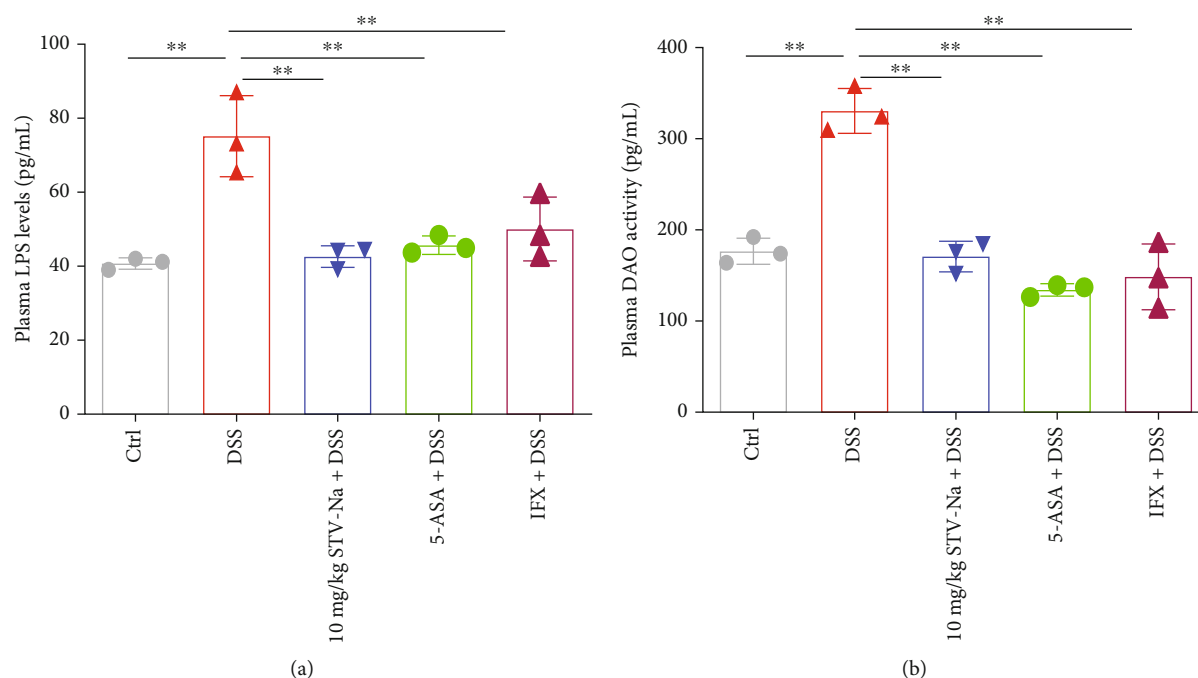 Plasma LPS levels (pg/mL)
100
80
60
40
20
0
**
**
**
**
Ctrl
DSS
10 mg/kg STV-Na + DSS
5-ASA + DSS
IFX + DSS
(a)
Plasma DAO activity (pg/mL)
400
300
200
100
0
**
**
**
**
Ctrl
DSS
10 mg/kg STV-Na + DSS
5-ASA + DSS
IFX + DSS
(b)